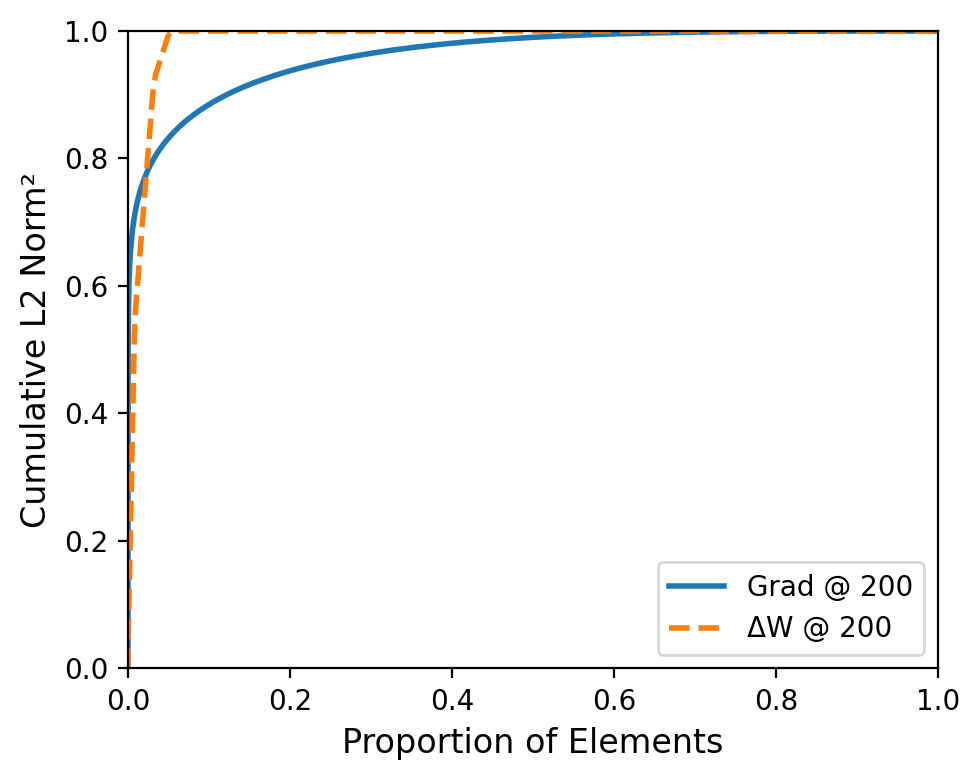 1.0
0.8
0.6
0.4
0.2
0.0
Cumulative L2 Norm²
Grad @ 200
ΔW @ 200
0.0 0.2 0.4 0.6 0.8 1.0
Proportion of Elements